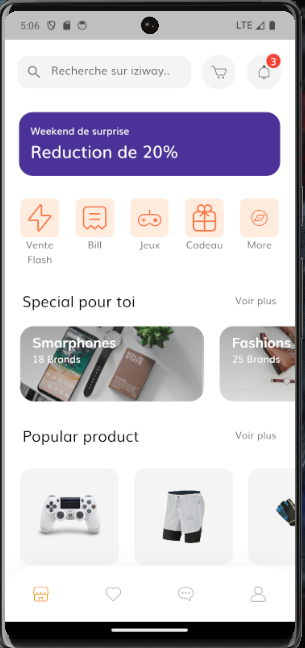 5:06
LTE
Recherche sur iziway..
3
Weekend de surprise
Reduction de 20%
Vente Flash
Bill
Jeux
Cadeau
More
Special pour toi
Voir plus
Smarphones
18 Brands
Fashions
25 Brands
Popular product
Voir plus